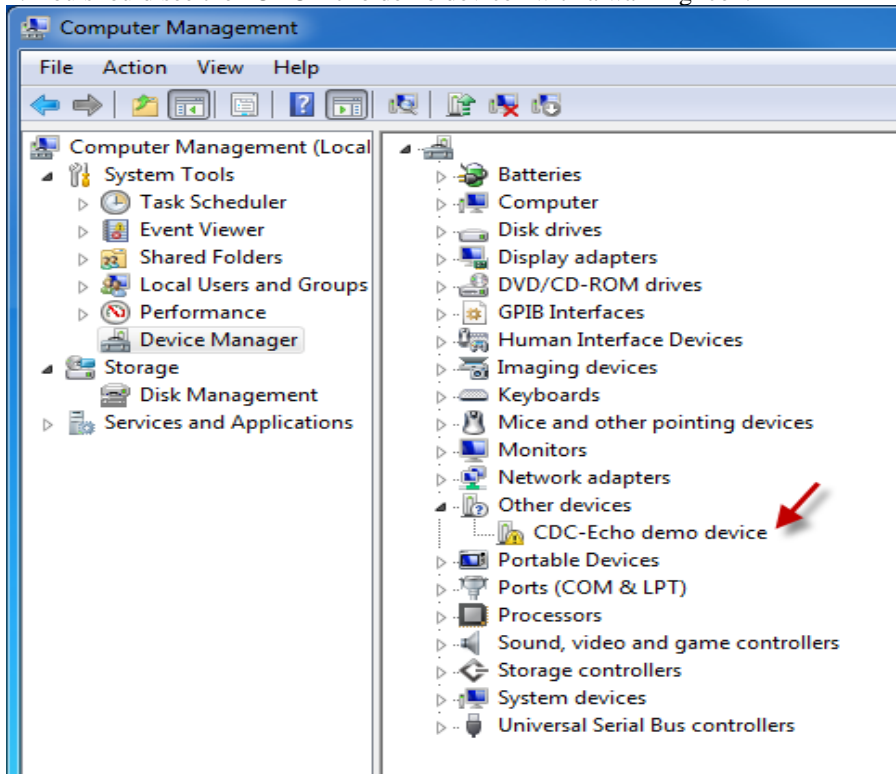 Computer Management
File Action View Help
Computer Management (Local
System Tools
Task Scheduler
Event Viewer
Shared Folders
Local Users and Groups
Performance
Device Manager
Storage
Disk Management
Services and Applications
Batteries
Computer
Disk drives
Display adapters
DVD/CD-ROM drives
GPIB Interfaces
Human Interface Devices
Imaging devices
Keyboards
Mice and other pointing devices
Monitors
Network adapters
Other devices
CDC-Echo demo device
Portable Devices
Ports (COM & LPT)
Processors
Sound, video and game controllers
Storage controllers
System devices
Universal Serial Bus controllers